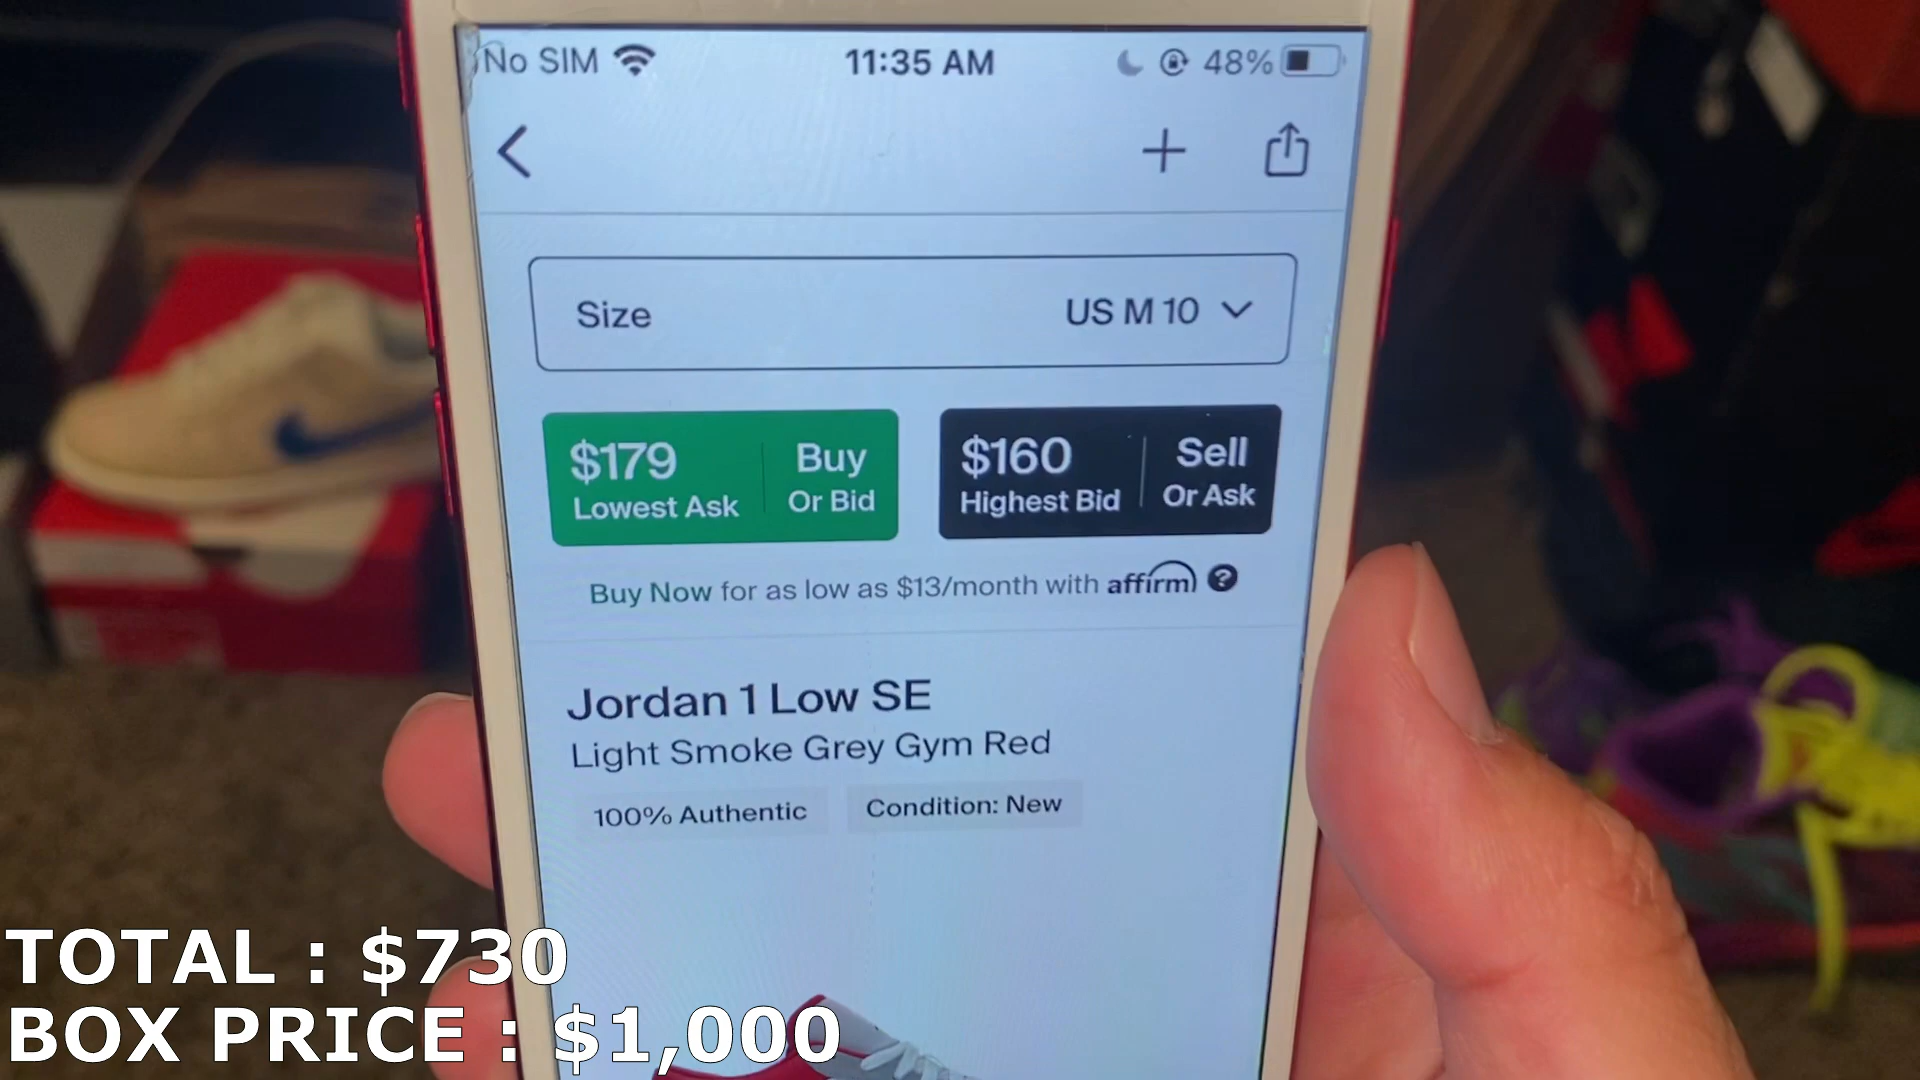 No SIM 11:35 AM 48%
Size US M 10
$179 Buy $160 Sell
Lowest Ask Or Bid Highest Bid Or Ask
Buy Now for as low as $13/month with affirm ?
Jordan 1 Low SE
Light Smoke Grey Gym Red
100% Authentic Condition: New
TOTAL : $730
BOX PRICE : $1,000